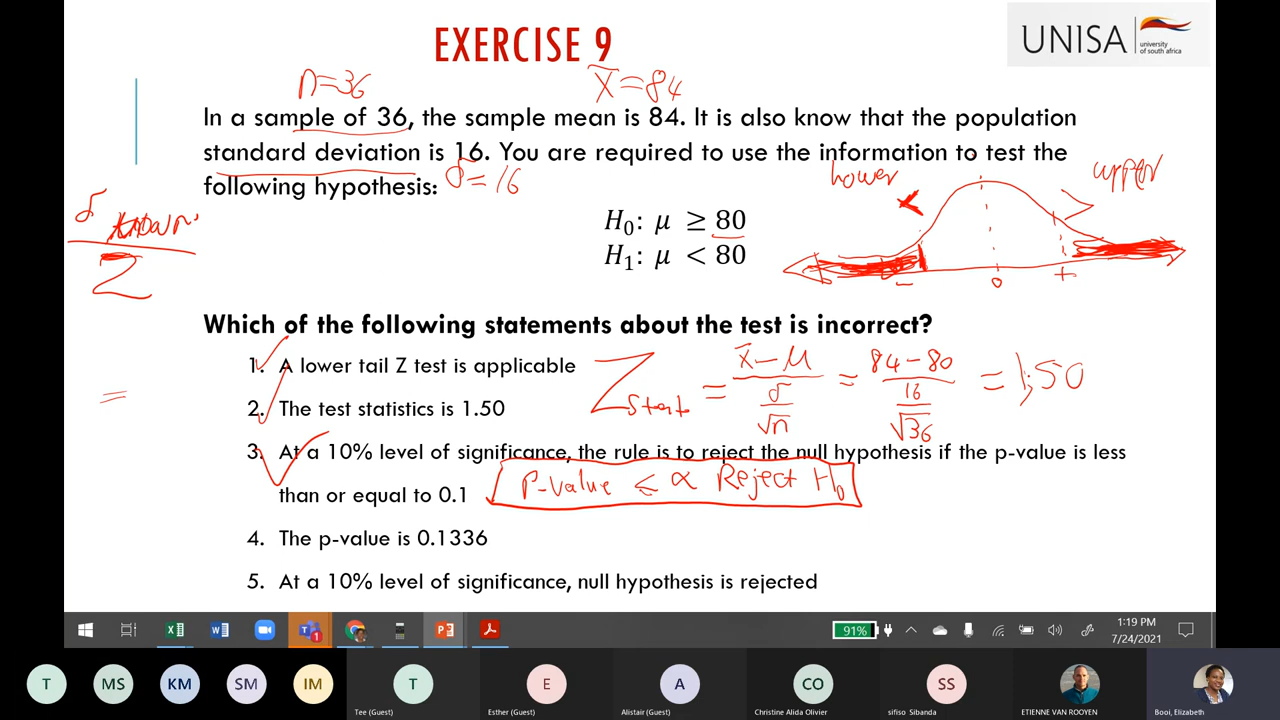 EXERCISE 9
UNISA university of south africa
n=36
x̄=84
In a sample of 36, the sample mean is 84. It is also know that the population
standard deviation is 16. You are required to use the information to test the
following hypothesis:
σ=16
lower
<
upper
>
- 0 +
σ known
Z
H₀: μ ≥ 80
H₁: μ < 80
Which of the following statements about the test is incorrect?
1. A lower tail Z test is applicable
Zstat = x̄-μ / σ/√n = 84-80 / 16/√36 = 1,50
=
2. The test statistics is 1.50
3. At a 10% level of significance, the rule is to reject the null hypothesis if the p-value is less
than or equal to 0.1
P-value ≤ α Reject H0
4. The p-value is 0.1336
5. At a 10% level of significance, null hypothesis is rejected
91%
1:19 PM
7/24/2021
1
T MS KM SM IM T E A CO SS
Tee (Guest) Esther (Guest) Alistair (Guest) Christine Alida Olivier sifiso Sibanda ETIENNE VAN ROOYEN Booi, Elizabeth